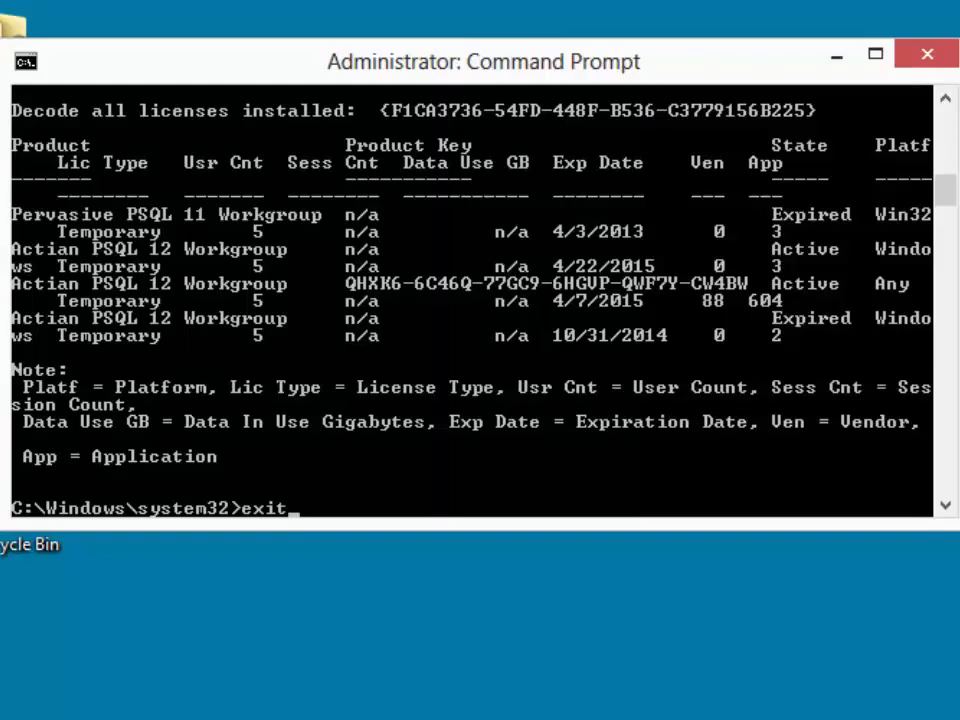 Administrator: Command Prompt
Decode all licenses installed:  {F1CA3736-54FD-448F-B536-C3779156B225}
Product                      Product Key                          State      Platf
    Lic Type   Usr Cnt  Sess Cnt  Data Use GB  Exp Date    Ven  App
-------                      -----------                          -----      -----
    --------   -------  --------  -----------  --------    ---  ---
Pervasive PSQL 11 Workgroup  n/a                                  Expired  Win32
    Temporary        5       n/a          n/a  4/3/2013      0  3
Actian PSQL 12 Workgroup     n/a                                  Active   Windo
ws  Temporary        5       n/a          n/a  4/22/2015     0  3
Actian PSQL 12 Workgroup     QHXK6-6C46Q-77GC9-6HGVP-QWF7Y-CW4BW  Active   Any
    Temporary        5       n/a          n/a  4/7/2015     88  604
Actian PSQL 12 Workgroup     n/a                                  Expired  Windo
ws  Temporary        5       n/a          n/a  10/31/2014    0  2
Note:
 Platf = Platform, Lic Type = License Type, Usr Cnt = User Count, Sess Cnt = Ses
sion Count,
 Data Use GB = Data In Use Gigabytes, Exp Date = Expiration Date, Ven = Vendor,
 App = Application
C:\Windows\system32>exit_
ycle Bin